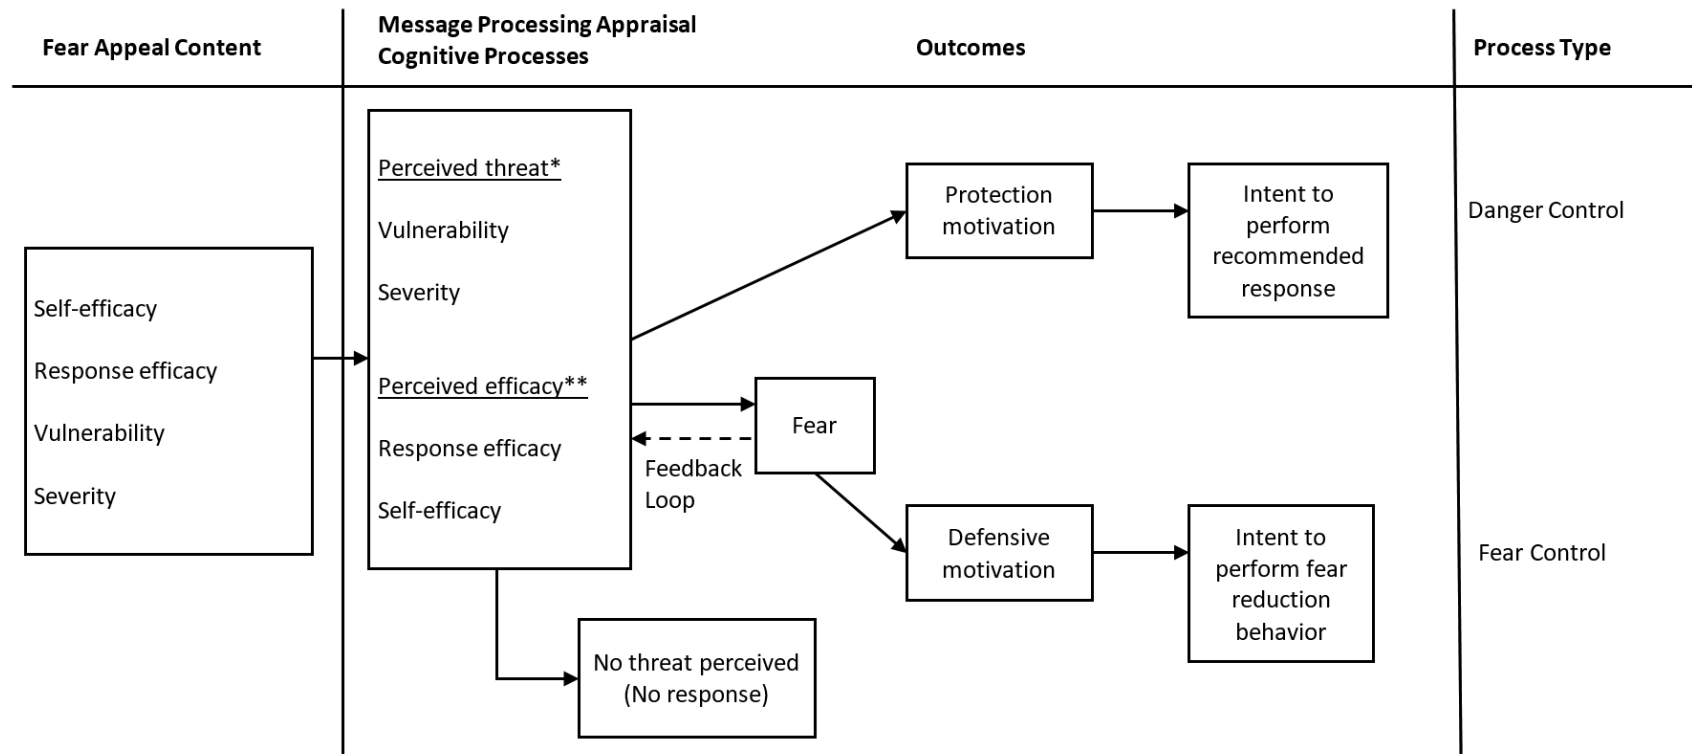 Fear Appeal Content
Message Processing Appraisal
Cognitive Processes
Outcomes
Process Type
Self-efficacy
Response efficacy
Vulnerability
Severity
Perceived threat*
Vulnerability
Severity
Perceived efficacy**
Response efficacy
Self-efficacy
Protection
motivation
Intent to
perform
recommended
response
Danger Control
Fear
Feedback
Loop
Defensive
motivation
Intent to
perform fear
reduction
behavior
Fear Control
No threat perceived
(No response)